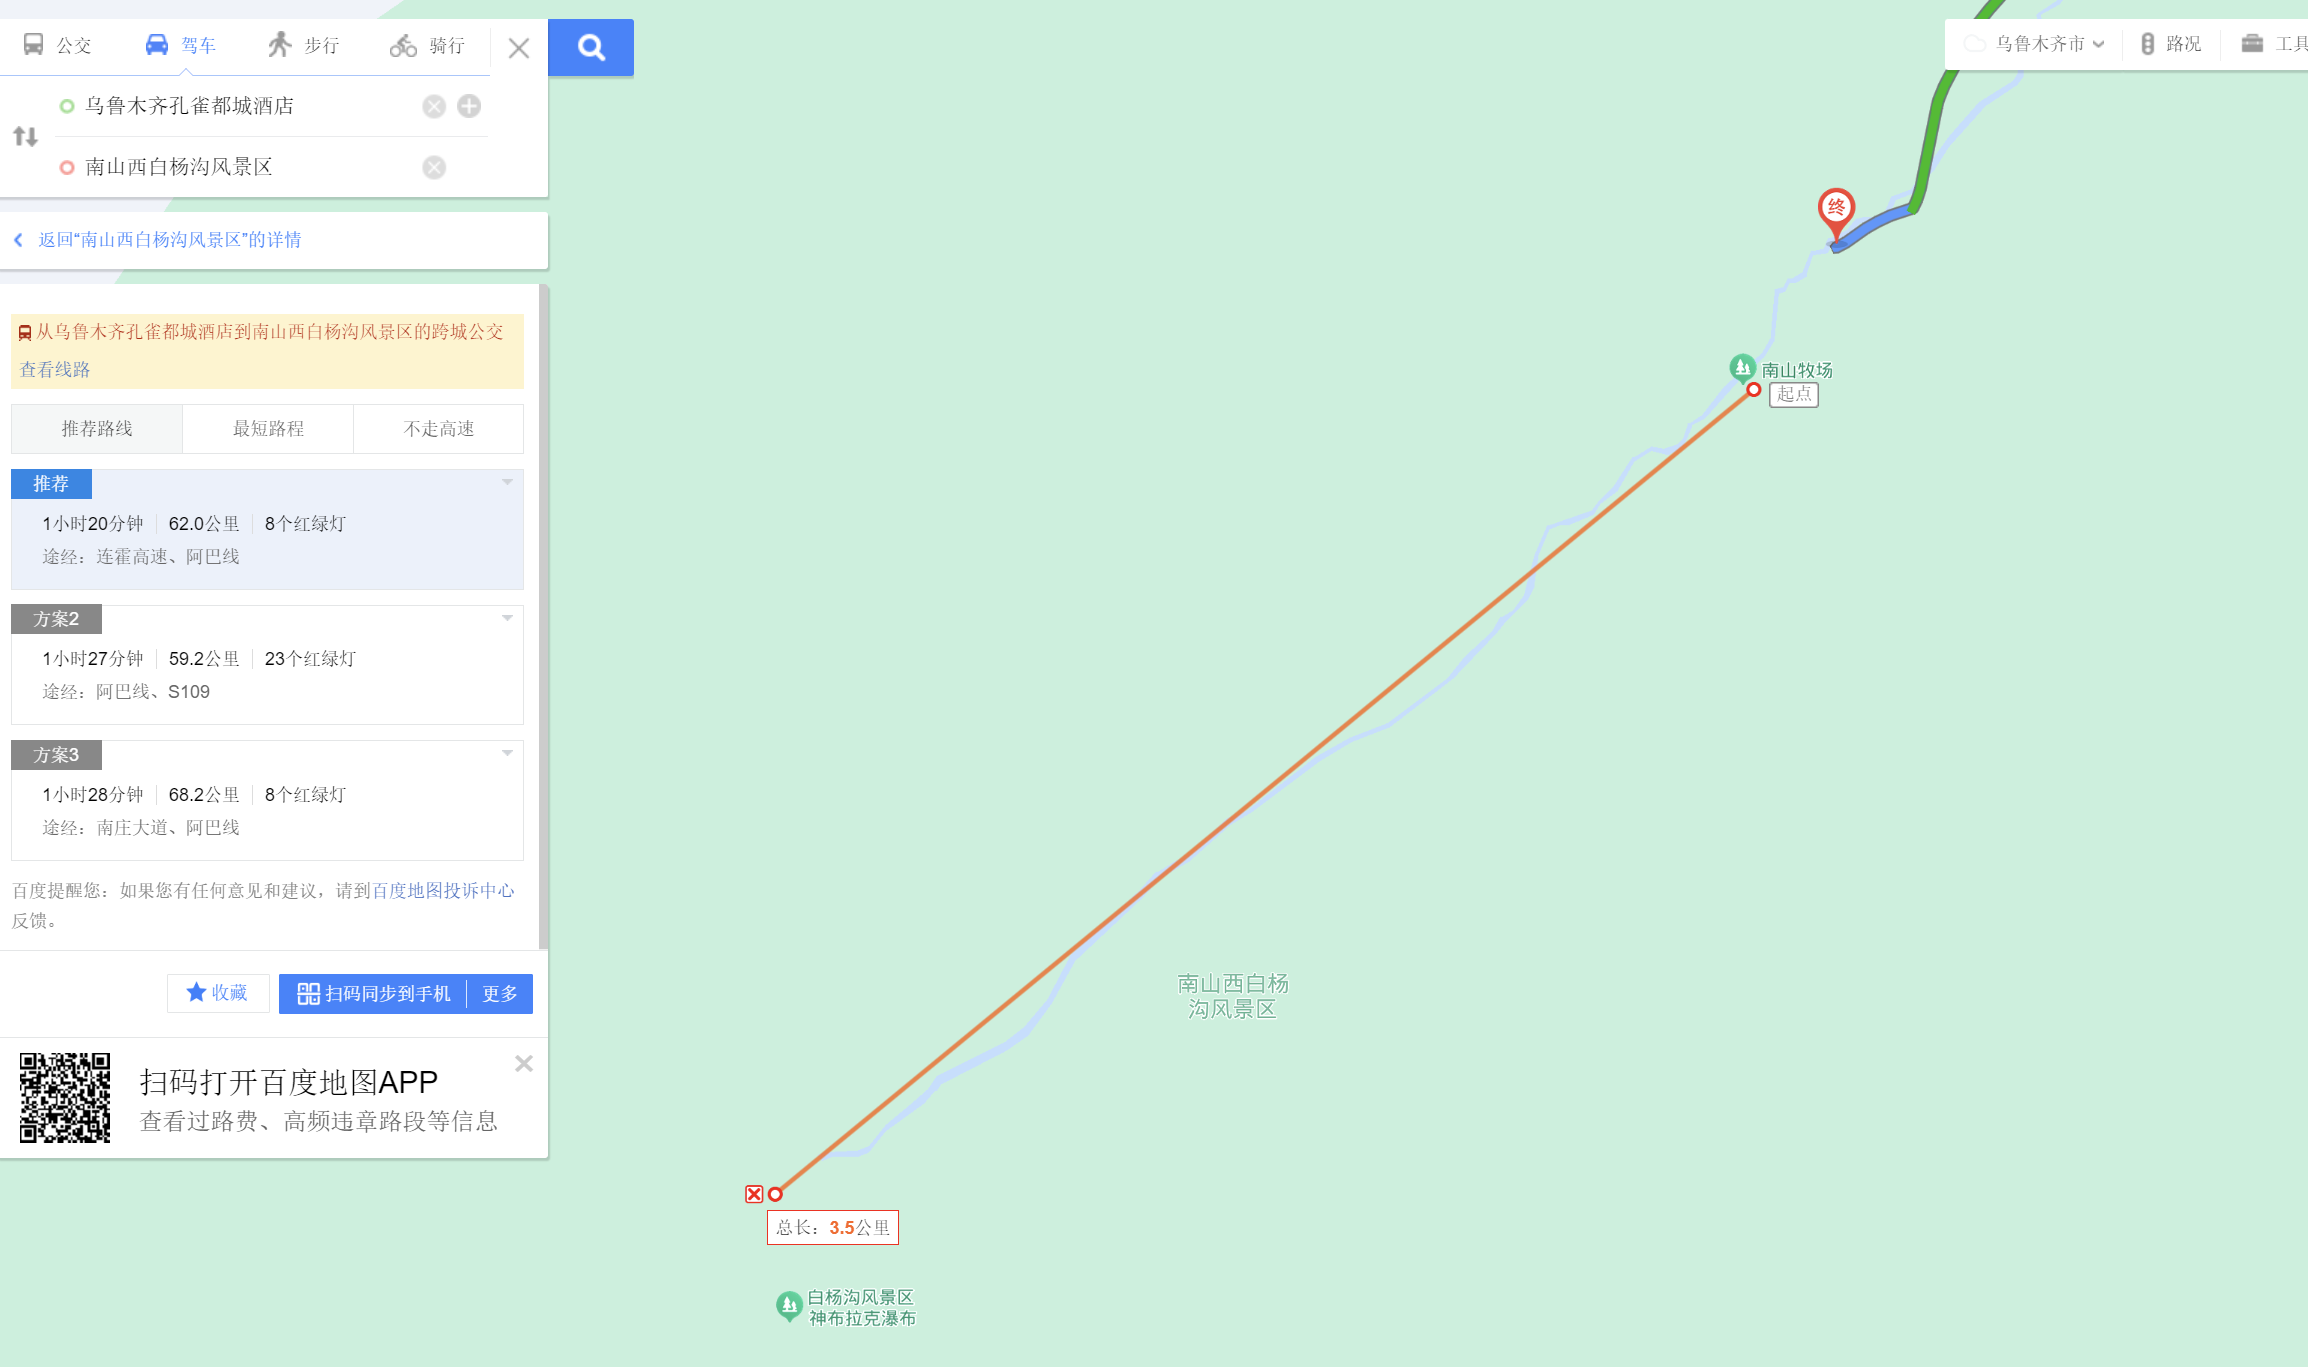 公交 驾车 步行 骑行
乌鲁木齐市 路况 工具
乌鲁木齐孔雀都城酒店
南山西白杨沟风景区
返回“南山西白杨沟风景区”的详情
从乌鲁木齐孔雀都城酒店到南山西白杨沟风景区的跨城公交
查看线路
推荐路线 最短路程 不走高速
推荐
1小时20分钟 62.0公里 8个红绿灯
途经：连霍高速、阿巴线
方案2
1小时27分钟 59.2公里 23个红绿灯
途经：阿巴线、S109
方案3
1小时28分钟 68.2公里 8个红绿灯
途经：南庄大道、阿巴线
百度提醒您：如果您有任何意见和建议，请到百度地图投诉中心
反馈。
收藏 扫码同步到手机 更多
扫码打开百度地图APP
查看过路费、高频违章路段等信息
终
南山牧场
起点
南山西白杨
沟风景区
总长：3.5公里
白杨沟风景区
神布拉克瀑布